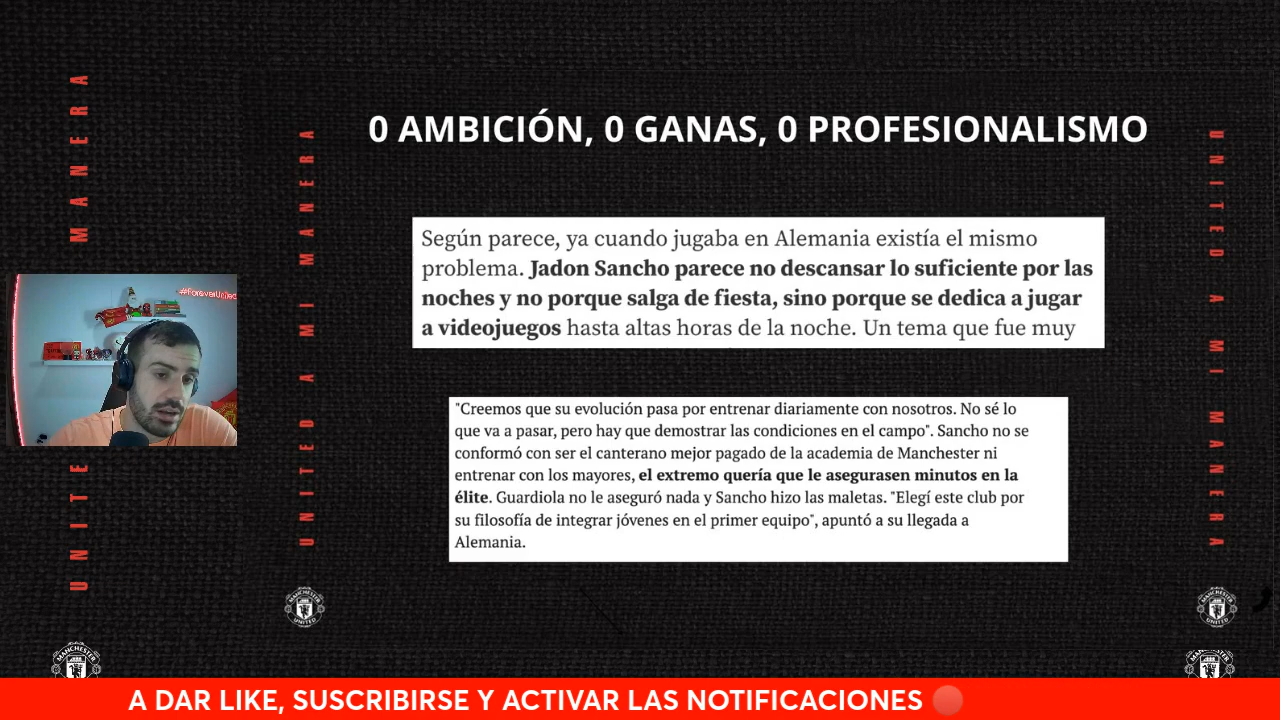 0 AMBICIÓN, 0 GANAS, 0 PROFESIONALISMO
Según parece, ya cuando jugaba en Alemania existía el mismo
problema. Jadon Sancho parece no descansar lo suficiente por las
noches y no porque salga de fiesta, sino porque se dedica a jugar
a videojuegos hasta altas horas de la noche. Un tema que fue muy
"Creemos que su evolución pasa por entrenar diariamente con nosotros. No sé lo
que va a pasar, pero hay que demostrar las condiciones en el campo". Sancho no se
conformó con ser el canterano mejor pagado de la academia de Manchester ni
entrenar con los mayores, el extremo quería que le asegurasen minutos en la
élite. Guardiola no le aseguró nada y Sancho hizo las maletas. "Elegí este club por
su filosofía de integrar jóvenes en el primer equipo", apuntó a su llegada a
Alemania.
UNITE MANERA
UNITED A MI MANERA
UNITED A MI MANERA
#ForeverUnited
MANCHESTER UNITED
MANCHESTER UNITED
MANCHESTER
MANCHESTER
A DAR LIKE, SUSCRIBIRSE Y ACTIVAR LAS NOTIFICACIONES